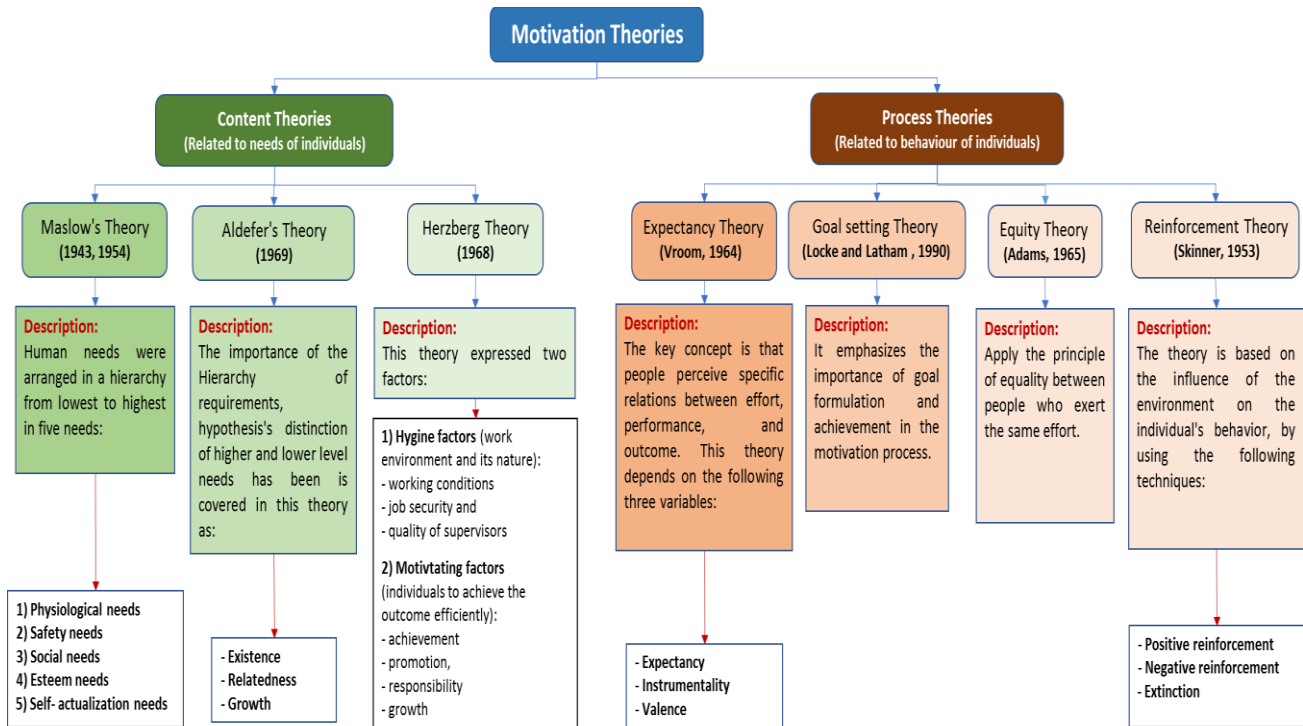 Motivation Theories
Content Theories
(Related to needs of individuals)
Process Theories
(Related to behaviour of individuals)
Maslow's Theory
(1943, 1954)
Aldefer's Theory
(1969)
Herzberg Theory
(1968)
Expectancy Theory
(Vroom, 1964)
Goal setting Theory
(Locke and Latham , 1990)
Equity Theory
(Adams, 1965)
Reinforcement Theory
(Skinner, 1953)
Description:
Human needs were
arranged in a hierarchy
from lowest to highest
in five needs:
Description:
The importance of the
Hierarchy of
requirements,
hypothesis's distinction
of higher and lower level
needs has been is
covered in this theory
as:
Description:
This theory expressed two
factors:
Description:
The key concept is that
people perceive specific
relations between effort,
performance, and
outcome. This theory
depends on the following
three variables:
Description:
It emphasizes the
importance of goal
formulation and
achievement in the
motivation process.
Description:
Apply the principle
of equality between
people who exert
the same effort.
Description:
The theory is based on
the influence of the
environment on the
individual's behavior, by
using the following
techniques:
1) Physiological needs
2) Safety needs
3) Social needs
4) Esteem needs
5) Self- actualization needs
- Existence
- Relatedness
- Growth
1) Hygine factors (work
environment and its nature):
- working conditions
- job security and
- quality of supervisors
2) Motivtating factors
(individuals to achieve the
outcome efficiently):
- achievement
- promotion,
- responsibility
- growth
- Expectancy
- Instrumentality
- Valence
- Positive reinforcement
- Negative reinforcement
- Extinction